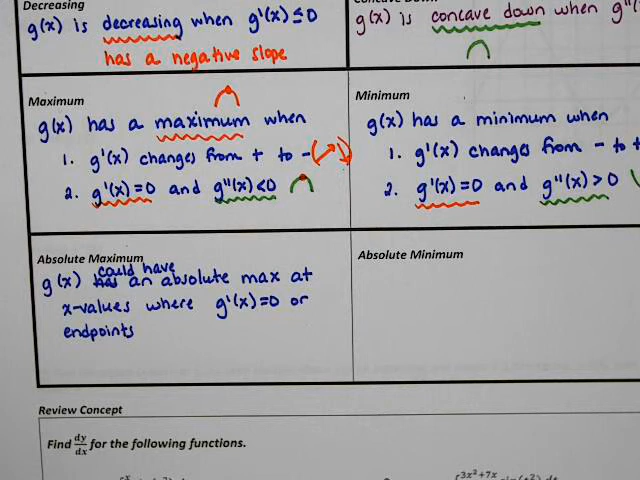 Decreasing
g(x) is decreasing when g'(x) ≤ 0
has a negative slope
Concave Down
g(x) is concave down when g''(
Maximum
g(x) has a maximum when
1. g'(x) changes from + to -
2. g'(x)=0 and g''(x)<0
Minimum
g(x) has a minimum when
1. g'(x) changes from - to +
2. g'(x)=0 and g''(x)>0
Absolute Maximum
could have
g(x) has an absolute max at
x-values where g'(x)=0 or
endpoints
Absolute Minimum
Review Concept
Find dy/dx for the following functions.